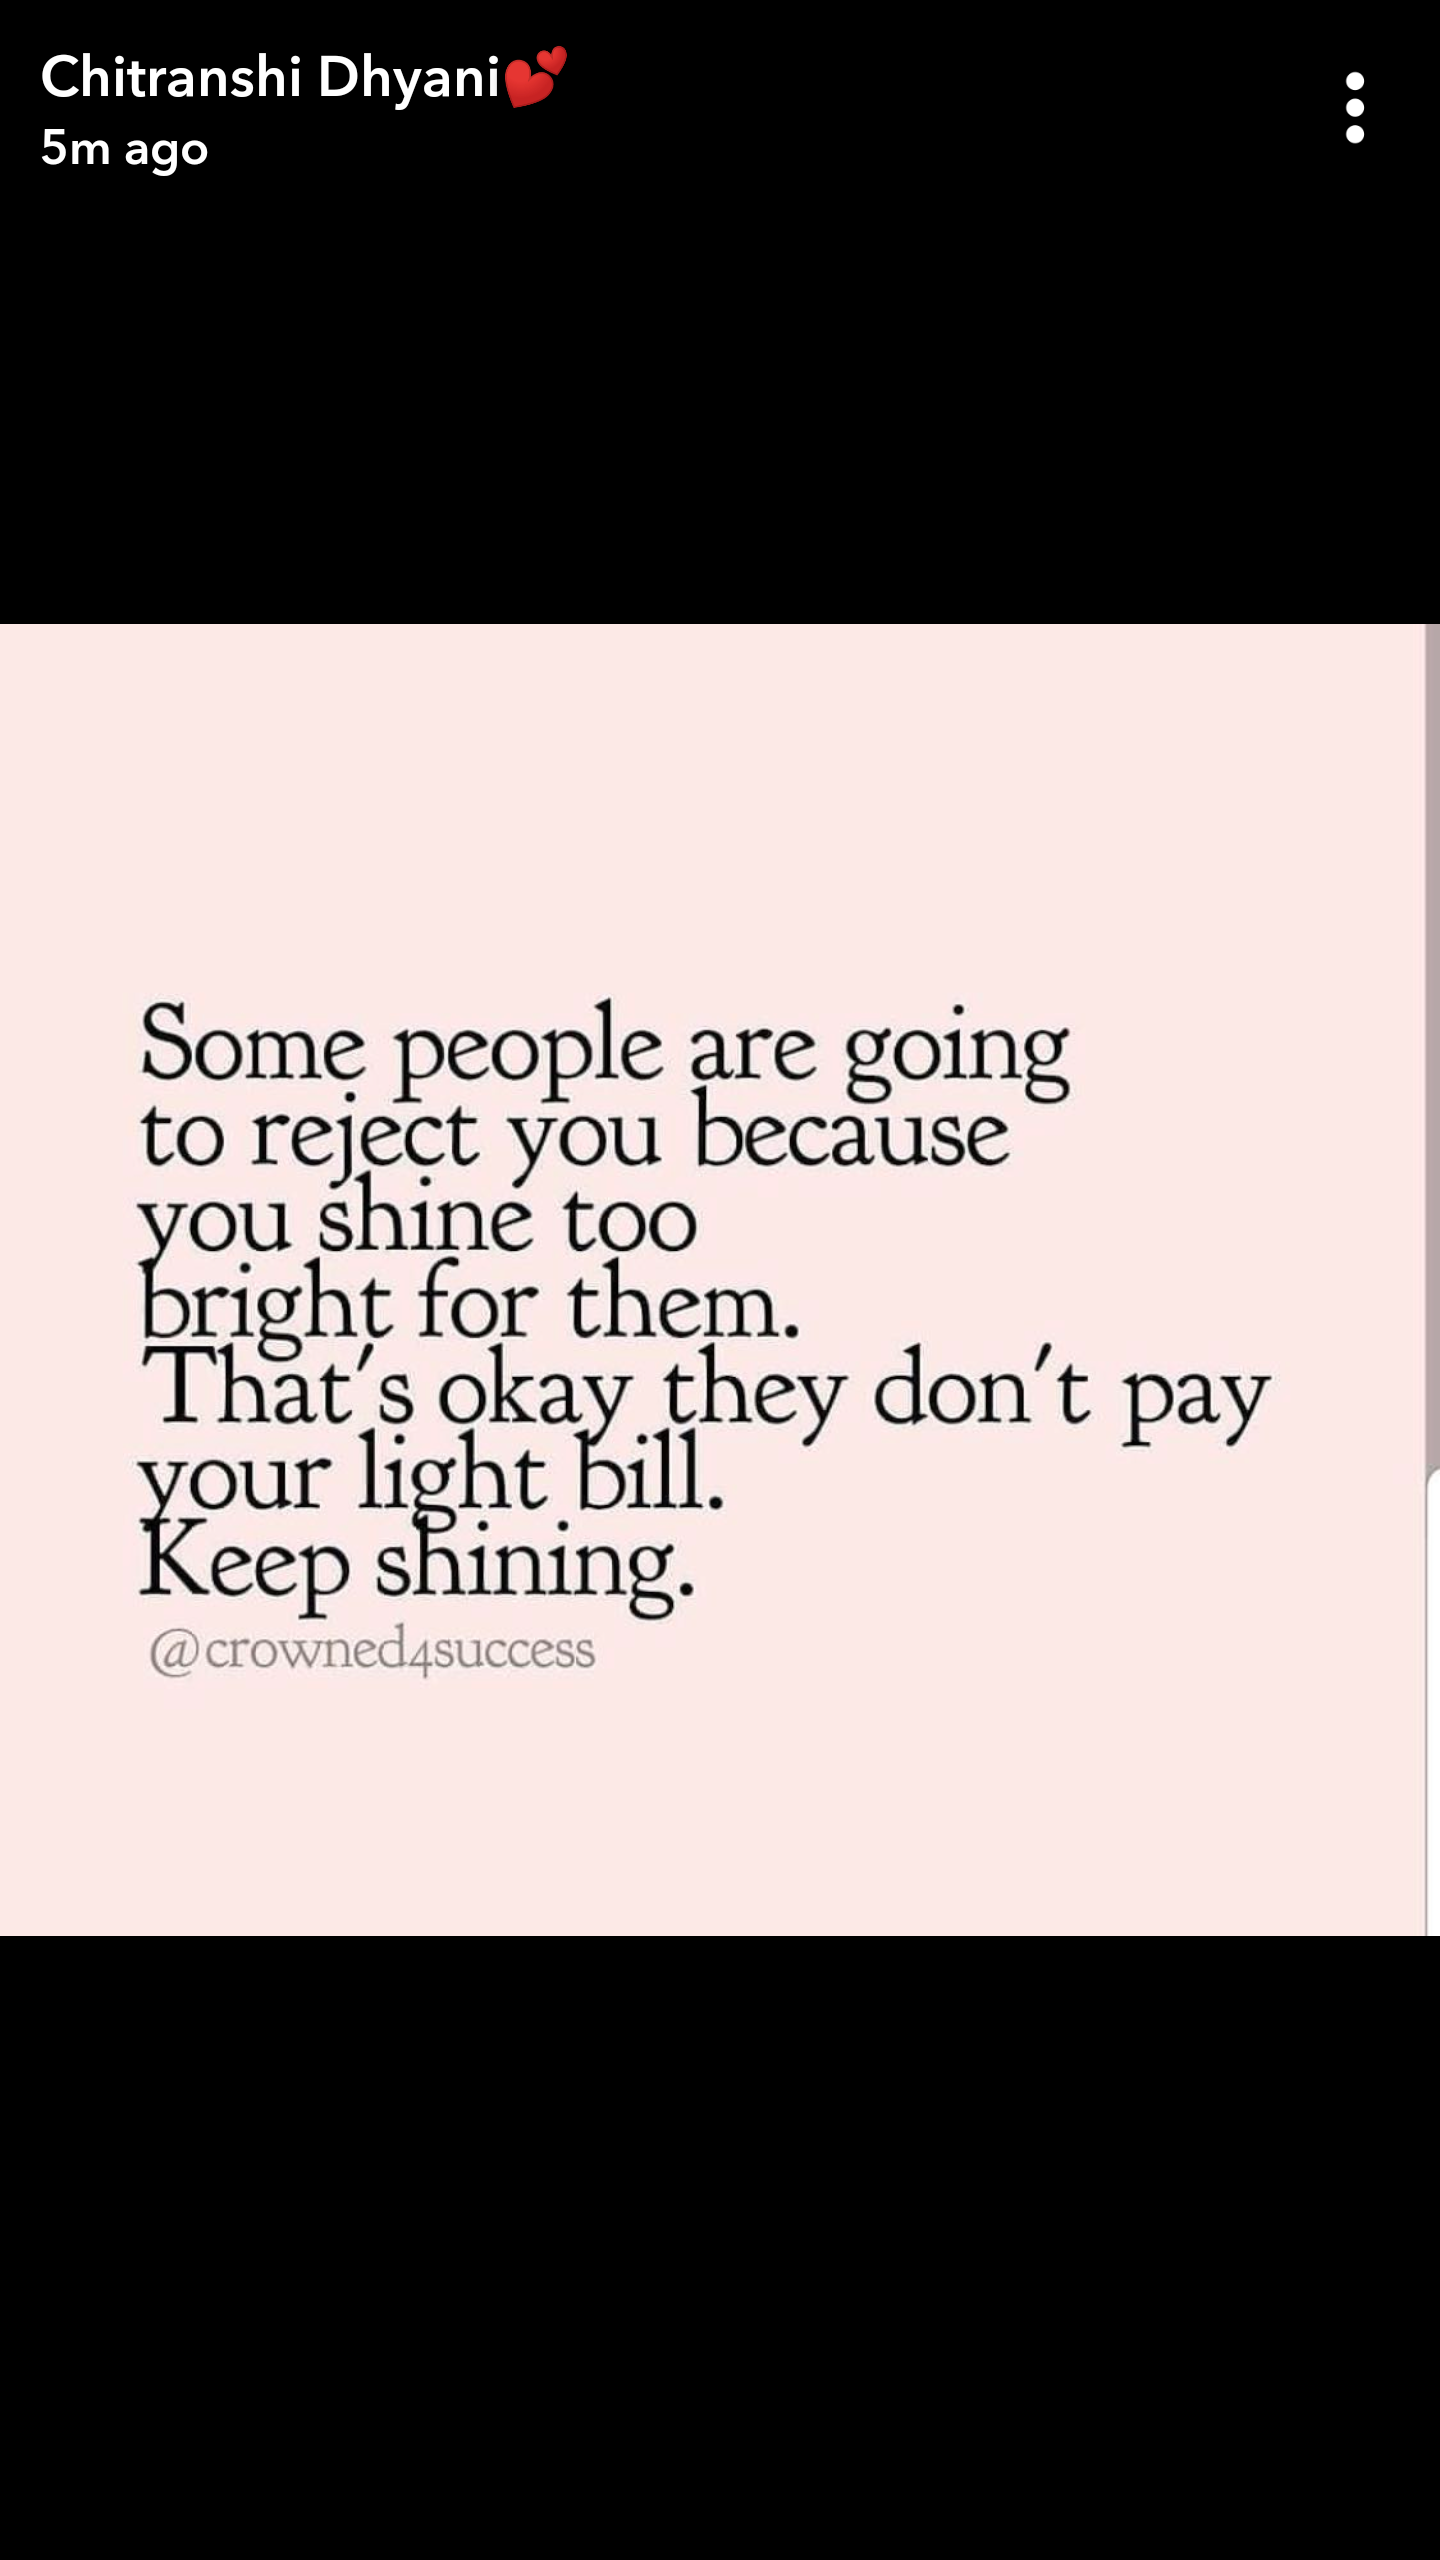 Chitranshi Dhyani💕
5m ago
Some people are going
to reject you because
you shine too
bright for them.
That's okay they don't pay
your light bill.
Keep shining.
@crowned4success